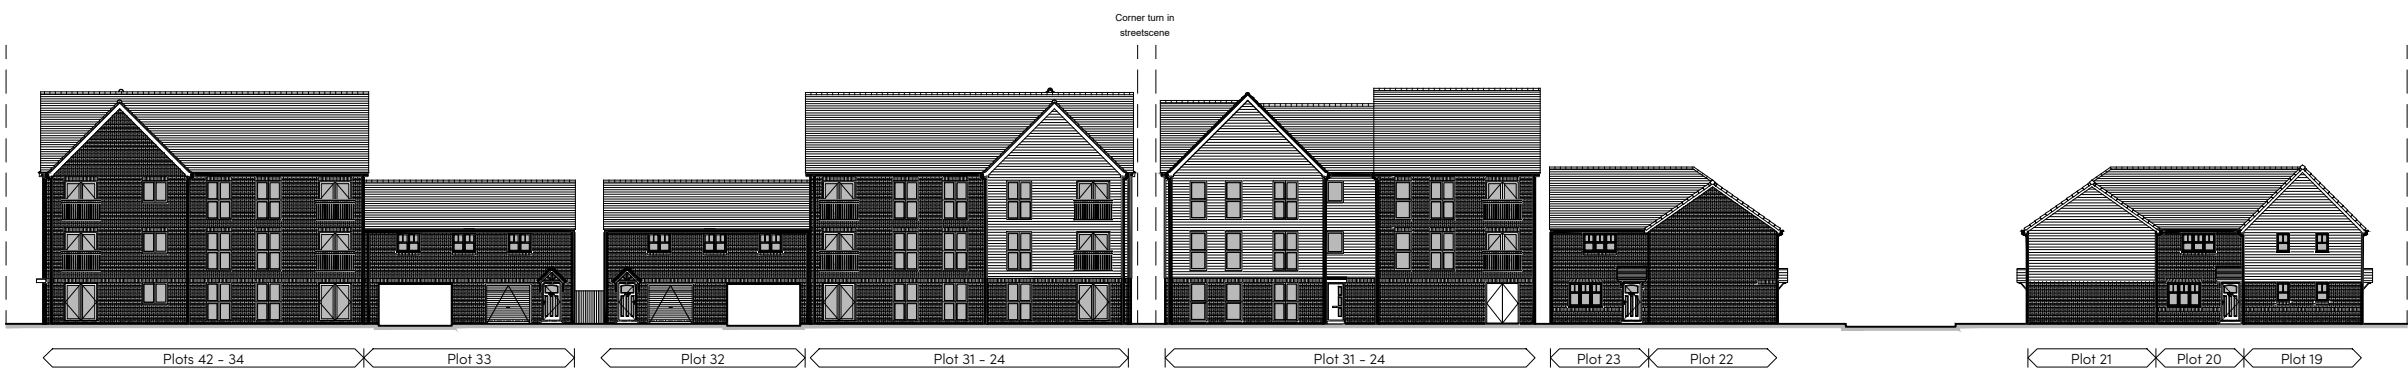 Corner turn in
streetscene
Plots 42 - 34
Plot 33
Plot 32
Plot 31 - 24
Plot 31 - 24
Plot 23
Plot 22
Plot 21
Plot 20
Plot 19